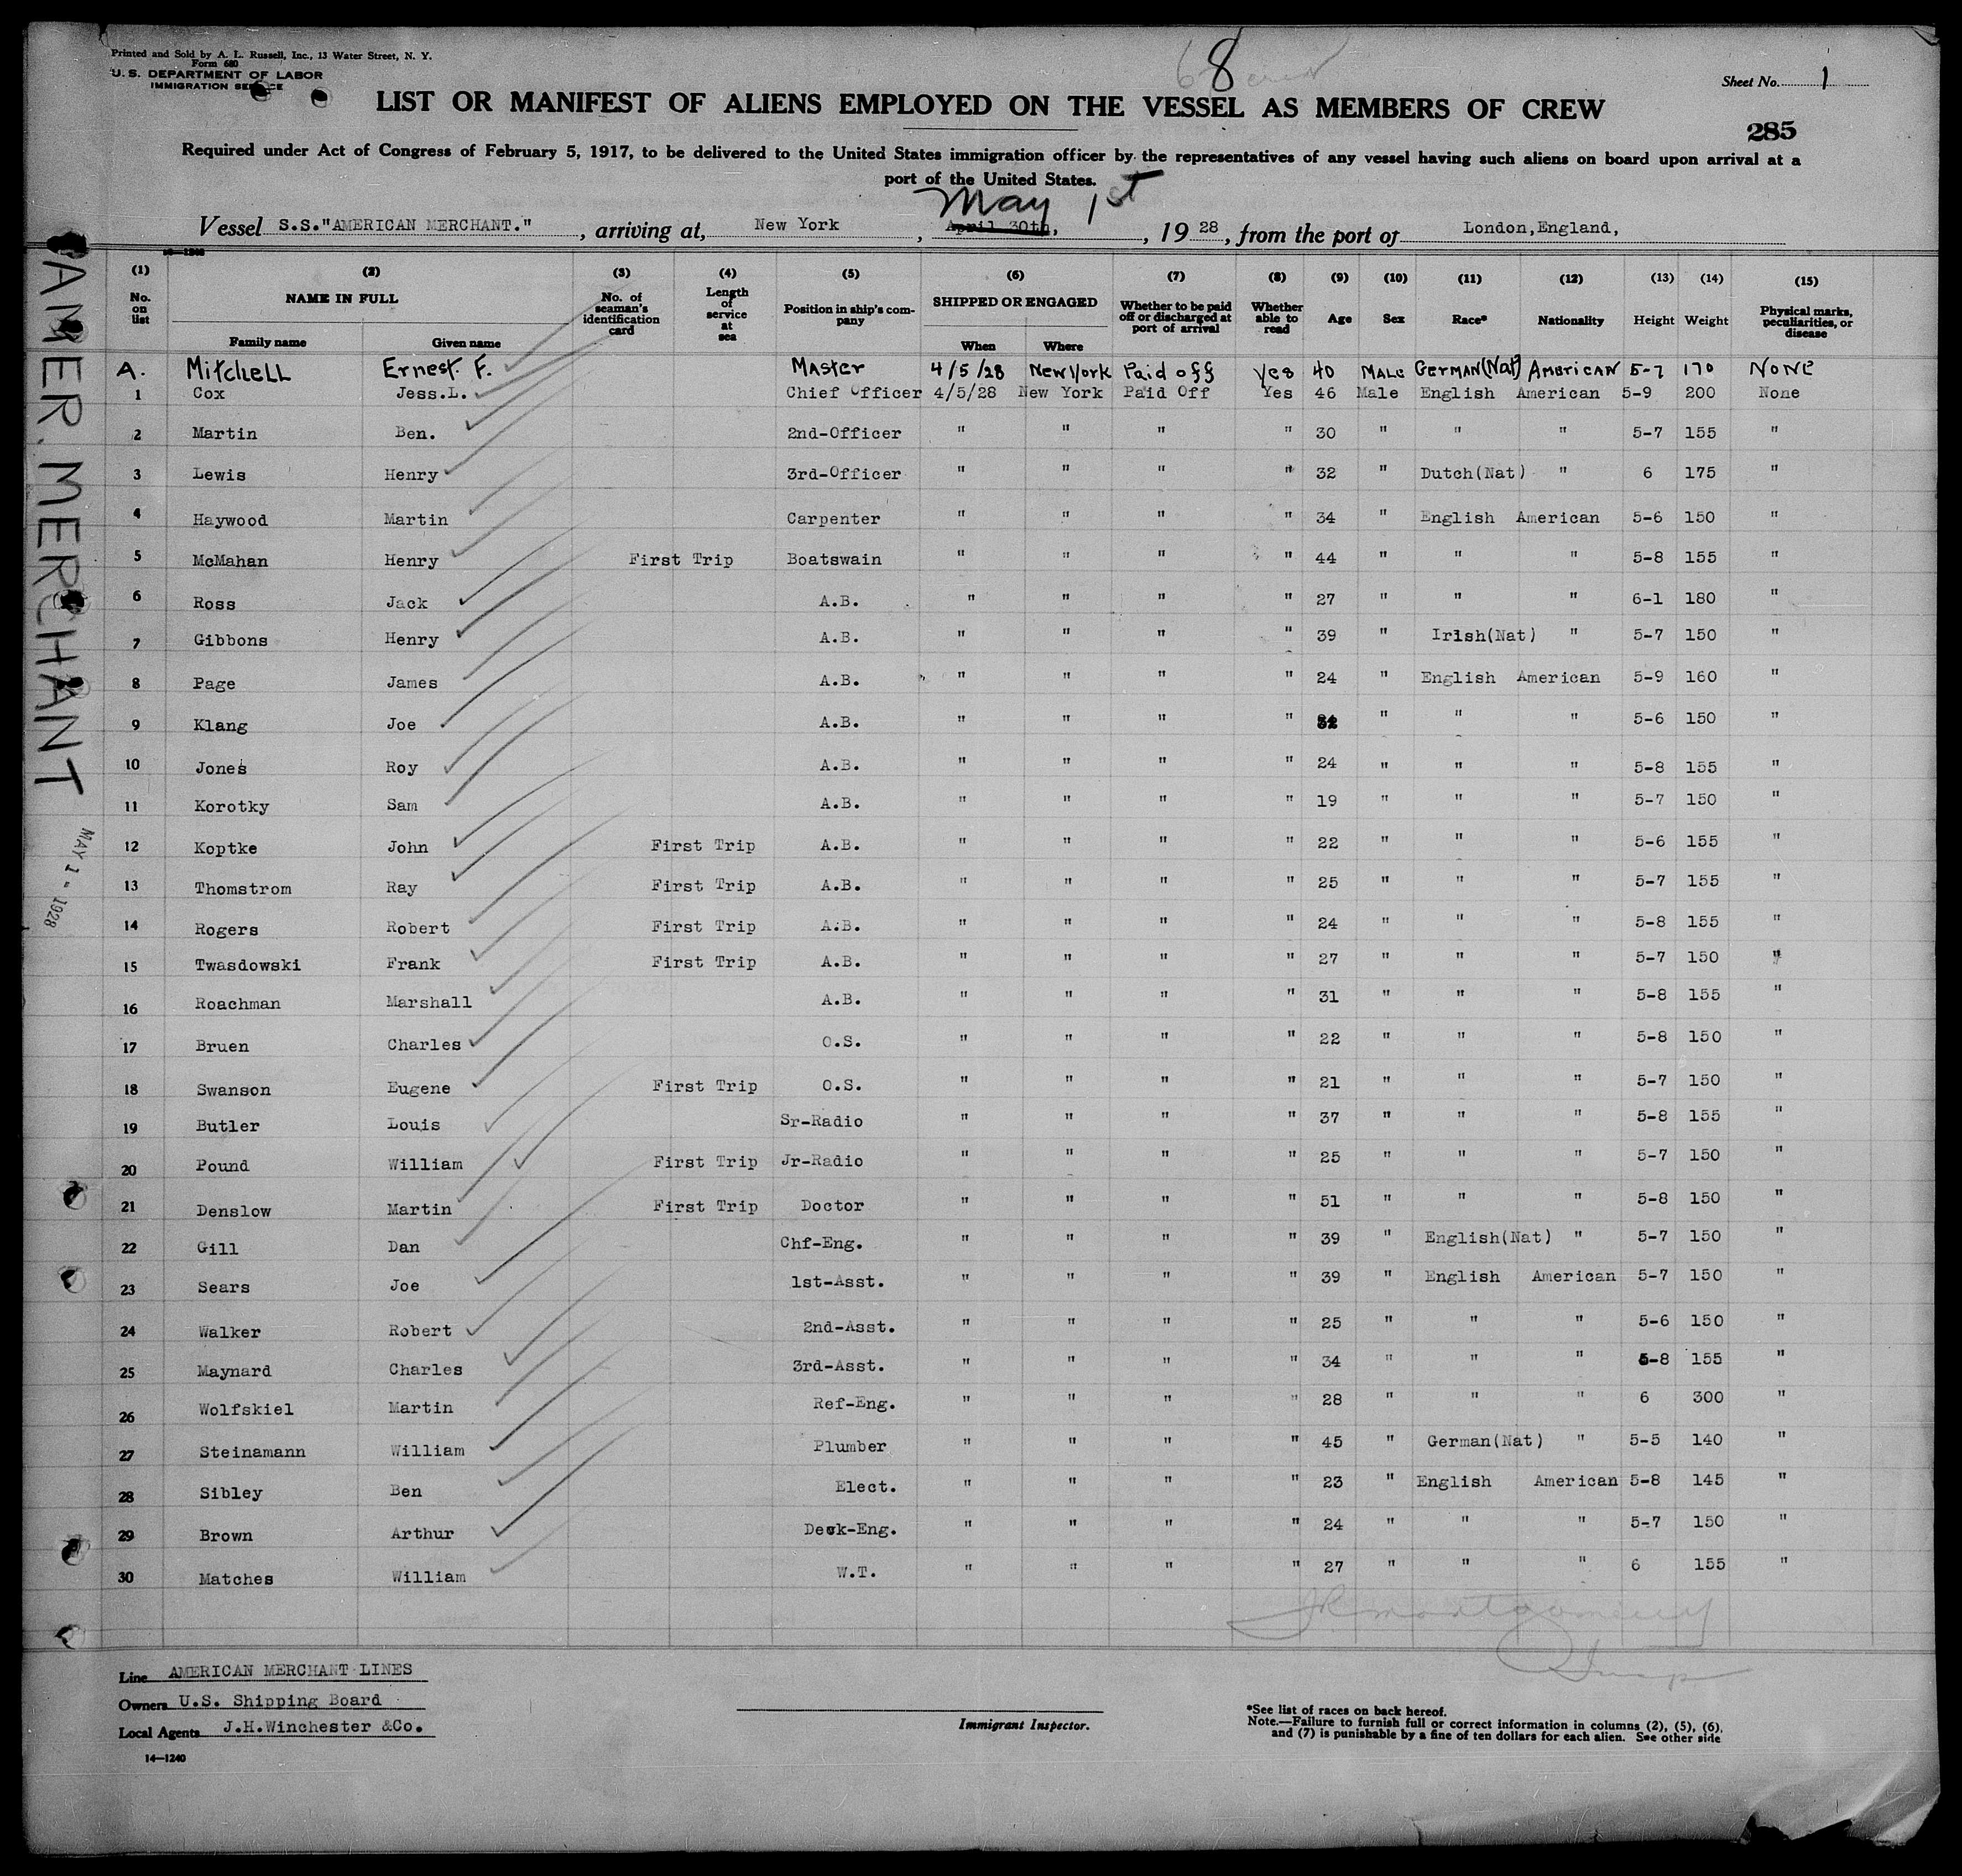 Printed and Sold by A. L. Russell, Inc., 13 Water Street, N. Y.
Form 680
U. S. DEPARTMENT OF LABOR
IMMIGRATION SERVICE
68 crew
Sheet No. 1
LIST OR MANIFEST OF ALIENS EMPLOYED ON THE VESSEL AS MEMBERS OF CREW
285
Required under Act of Congress of February 5, 1917, to be delivered to the United States immigration officer by the representatives of any vessel having such aliens on board upon arrival at a
port of the United States.
May 1st
Vessel S.S."AMERICAN MERCHANT." , arriving at, New York , April 30th, , 19 28 , from the port of London,England,
(1) (2) (3) (4) (5) (6) (7) (8) (9) (10) (11) (12) (13) (14) (15)
No. on list NAME IN FULL Family name Given name No. of seaman's identification card Length of service at sea Position in ship's company SHIPPED OR ENGAGED When Where Whether to be paid off or discharged at port of arrival Whether able to read Age Sex Race* Nationality Height Weight Physical marks, peculiarities, or disease
A. Mitchell Ernest F. Master 4/5/28 New York Paid off Yes 40 Male German(Nat) American 5-7 170 None
1 Cox Jess.L. Chief Officer 4/5/28 New York Paid Off Yes 46 Male English American 5-9 200 None
2 Martin Ben. 2nd-Officer " " " " 30 " " " 5-7 155 "
3 Lewis Henry 3rd-Officer " " " " 32 " Dutch(Nat) " 6 175 "
4 Haywood Martin Carpenter " " " " 34 " English American 5-6 150 "
5 McMahan Henry First Trip Boatswain " " " " 44 " " " 5-8 155 "
6 Ross Jack A.B. " " " " 27 " " " 6-1 180 "
7 Gibbons Henry A.B. " " " " 39 " Irish(Nat) " 5-7 150 "
8 Page James A.B. " " " " 24 " English American 5-9 160 "
9 Klang Joe A.B. " " " " " " " 5-6 150 "
10 Jones Roy A.B. " " " " 24 " " " 5-8 155 "
11 Korotky Sam A.B. " " " " 19 " " " 5-7 150 "
12 Koptke John First Trip A.B. " " " " 22 " " " 5-6 155 "
13 Thomstrom Ray First Trip A.B. " " " " 25 " " " 5-7 155 "
14 Rogers Robert First Trip A.B. " " " " 24 " " " 5-8 155 "
15 Twasdowski Frank First Trip A.B. " " " " 27 " " " 5-7 150 "
16 Roachman Marshall A.B. " " " " 31 " " " 5-8 155 "
17 Bruen Charles O.S. " " " " 22 " " " 5-8 150 "
18 Swanson Eugene First Trip O.S. " " " " 21 " " " 5-7 150 "
19 Butler Louis Sr-Radio " " " " 37 " " " 5-8 155 "
20 Pound William First Trip Jr-Radio " " " " 25 " " " 5-7 150 "
21 Denslow Martin First Trip Doctor " " " " 51 " " " 5-8 150 "
22 Gill Dan Chf-Eng. " " " " 39 " English(Nat) " 5-7 150 "
23 Sears Joe 1st-Asst. " " " " 39 " English American 5-7 150 "
24 Walker Robert 2nd-Asst. " " " " 25 " " " 5-6 150 "
25 Maynard Charles 3rd-Asst. " " " " 34 " " " 5-8 155 "
26 Wolfskiel Martin Ref-Eng. " " " " 28 " " " 6 300 "
27 Steinamann William Plumber " " " " 45 " German(Nat) " 5-5 140 "
28 Sibley Ben Elect. " " " " 23 " English American 5-8 145 "
29 Brown Arthur Deck-Eng. " " " " 24 " " " 5-7 150 "
30 Matches William W.T. " " " " 27 " " " 6 155 "
JR Montgomery
Insp
Line AMERICAN MERCHANT LINES
Owners U.S. Shipping Board
Local Agents J.H.Winchester &Co.
14—1240
Immigrant Inspector.
*See list of races on back hereof.
Note.—Failure to furnish full or correct information in columns (2), (5), (6),
and (7) is punishable by a fine of ten dollars for each alien. See other side
AMER. MERCHANT
MAY 1 - 1928